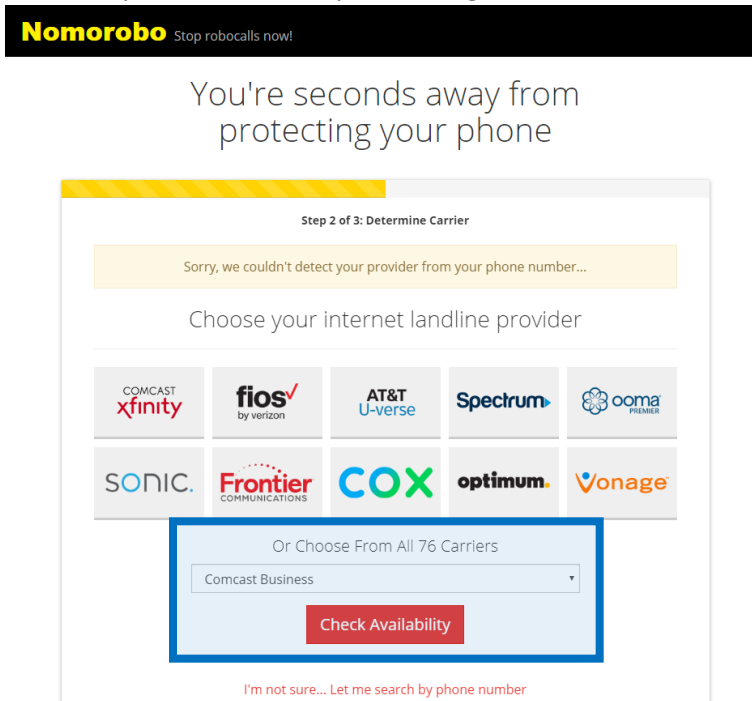 Nomorobo Stop robocalls now!
You're seconds away from
protecting your phone
Step 2 of 3: Determine Carrier
Sorry, we couldn't detect your provider from your phone number...
Choose your internet landline provider
COMCAST
xfinity
fios
by verizon
AT&T
U-verse
Spectrum
ooma
PREMIER
sonic.
Frontier
COMMUNICATIONS
COX
optimum.
Vonage
Or Choose From All 76 Carriers
Comcast Business
Check Availability
I'm not sure... Let me search by phone number